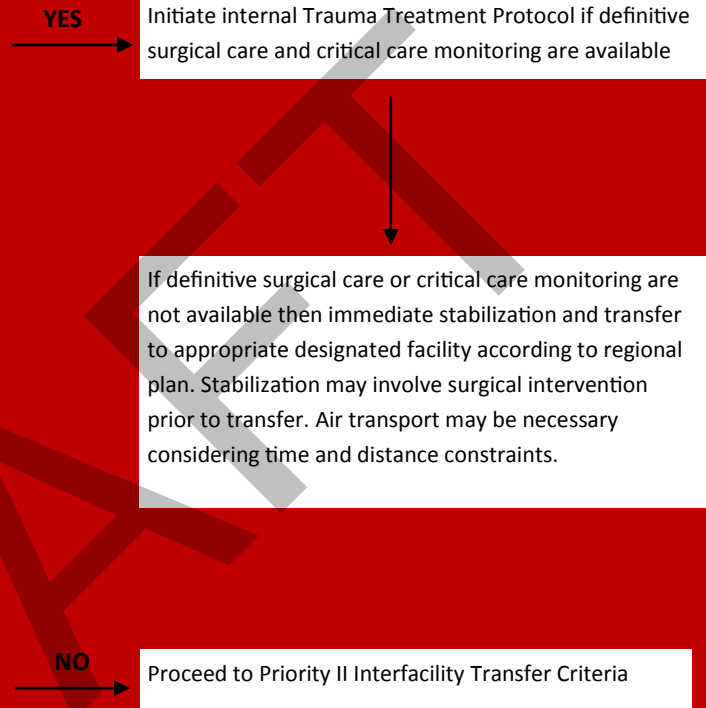 YES
Initiate internal Trauma Treatment Protocol if definitive
surgical care and critical care monitoring are available
If definitive surgical care or critical care monitoring are
not available then immediate stabilization and transfer
to appropriate designated facility according to regional
plan. Stabilization may involve surgical intervention
prior to transfer. Air transport may be necessary
considering time and distance constraints.
NO
Proceed to Priority II Interfacility Transfer Criteria
AFT